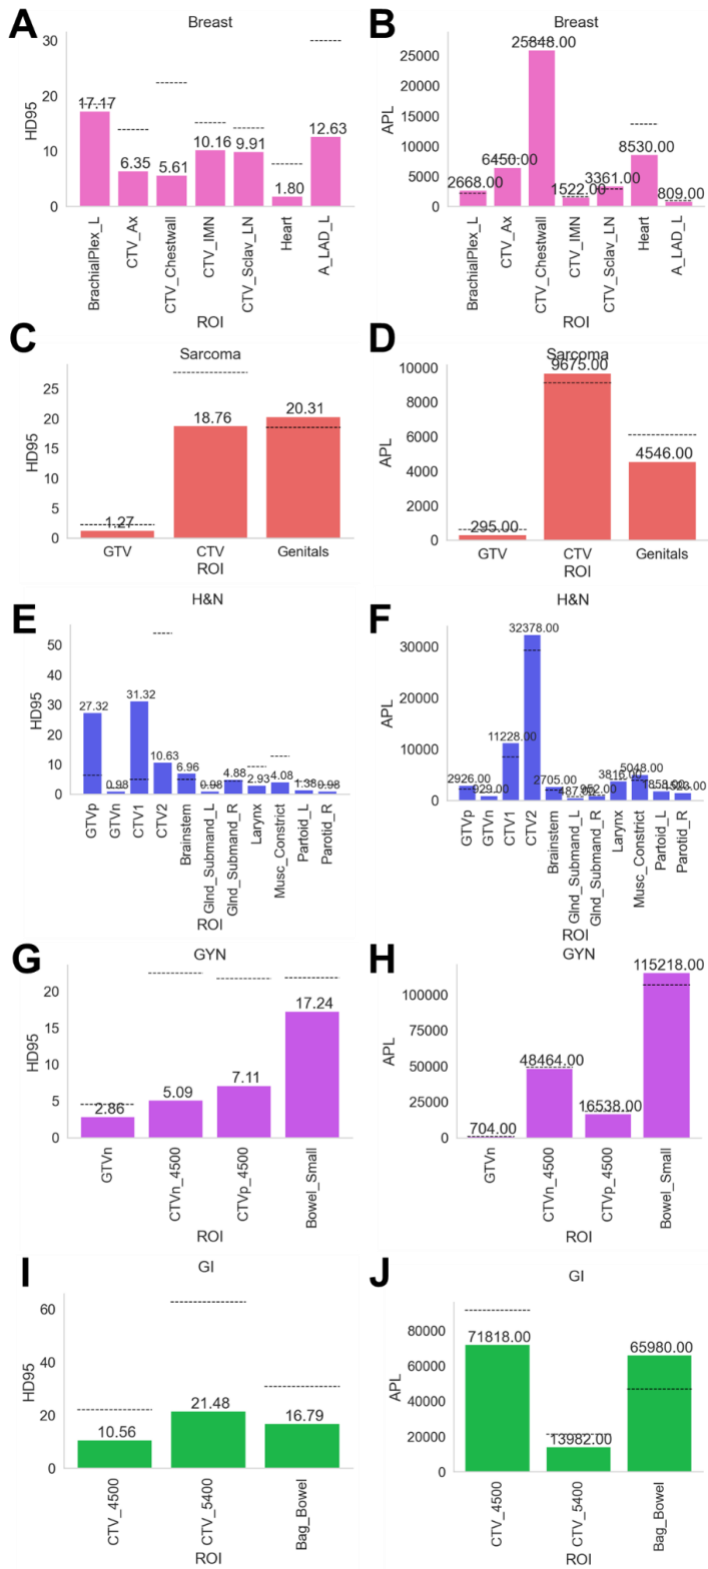 A
Breast
30
20
10
0
HD95
17.17
6.35
5.61
10.16
9.91
1.80
12.63
BrachialPlex_L
CTV_Ax
CTV_Chestwall
CTV_IMN
CTV_Sclav_LN
Heart
A_LAD_L
ROI
B
Breast
25000
20000
15000
10000
5000
0
APL
2668.00
6450.00
25848.00
1522.00
3361.00
8530.00
809.00
BrachialPlex_L
CTV_Ax
CTV_Chestwall
CTV_IMN
CTV_Sclav_LN
Heart
A_LAD_L
ROI
C
Sarcoma
25
20
15
10
5
0
HD95
1.27
18.76
20.31
GTV
CTV
Genitals
ROI
D
Sarcoma
10000
8000
6000
4000
2000
0
APL
295.00
9675.00
4546.00
GTV
CTV
Genitals
ROI
E
H&N
50
40
30
20
10
0
HD95
27.32
0.98
31.32
10.63
6.96
0.98
4.88
2.93
4.08
1.38
0.98
GTVp
GTVn
CTV1
CTV2
Brainstem
Glnd_Submand_L
Glnd_Submand_R
Larynx
Musc_Constrict
Partoid_L
Parotid_R
ROI
F
H&N
30000
20000
10000
0
APL
2926.00
929.00
11228.00
32378.00
2705.00
487.00
952.00
5048.00
1858.00
GTVp
GTVn
CTV1
CTV2
Brainstem
Glnd_Submand_L
Glnd_Submand_R
Larynx
Musc_Constrict
Partoid_L
Parotid_R
ROI
G
GYN
20
15
10
5
0
HD95
2.86
5.09
7.11
17.24
GTVn
CTVn_4500
CTVp_4500
Bowel_Small
ROI
H
GYN
100000
75000
50000
25000
0
APL
704.00
48464.00
16538.00
115218.00
GTVn
CTVn_4500
CTVp_4500
Bowel_Small
ROI
I
GI
60
40
20
0
HD95
10.56
21.48
16.79
CTV_4500
CTV_5400
Bag_Bowel
ROI
J
GI
80000
60000
40000
20000
0
APL
71818.00
13982.00
65980.00
CTV_4500
CTV_5400
Bag_Bowel
ROI